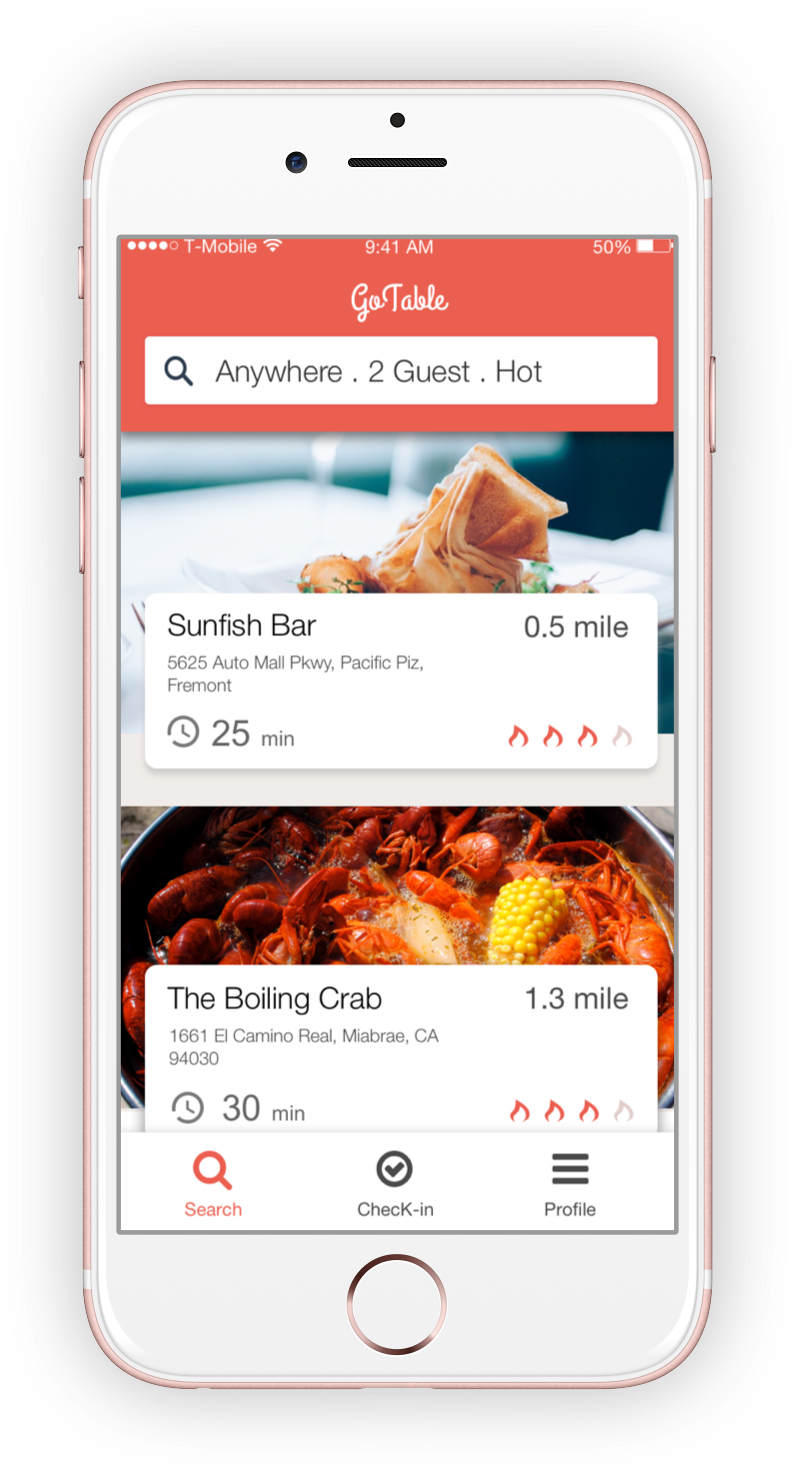 T-Mobile 9:41 AM 50%
GoTable
Anywhere . 2 Guest . Hot
Sunfish Bar 0.5 mile
5625 Auto Mall Pkwy, Pacific Piz,
Fremont
25 min
The Boiling Crab 1.3 mile
1661 El Camino Real, Miabrae, CA
94030
30 min
Search ChecK-in Profile